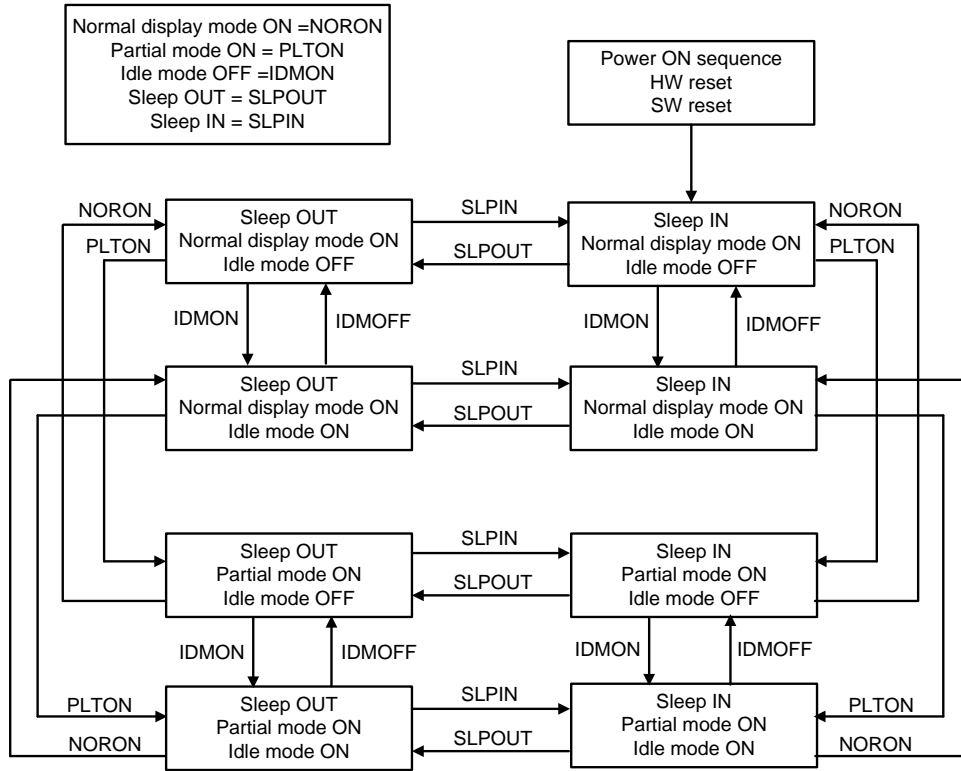 Normal display mode ON =NORON
Partial mode ON = PLTON
Idle mode OFF =IDMON
Sleep OUT = SLPOUT
Sleep IN = SLPIN
Power ON sequence
HW reset
SW reset
NORON
PLTON
Sleep OUT
Normal display mode ON
Idle mode OFF
SLPIN
SLPOUT
Sleep IN
Normal display mode ON
Idle mode OFF
NORON
PLTON
IDMON
IDMOFF
IDMON
IDMOFF
Sleep OUT
Normal display mode ON
Idle mode ON
SLPIN
SLPOUT
Sleep IN
Normal display mode ON
Idle mode ON
Sleep OUT
Partial mode ON
Idle mode OFF
SLPIN
SLPOUT
Sleep IN
Partial mode ON
Idle mode OFF
IDMON
IDMOFF
IDMON
IDMOFF
PLTON
NORON
Sleep OUT
Partial mode ON
Idle mode ON
SLPIN
SLPOUT
Sleep IN
Partial mode ON
Idle mode ON
PLTON
NORON